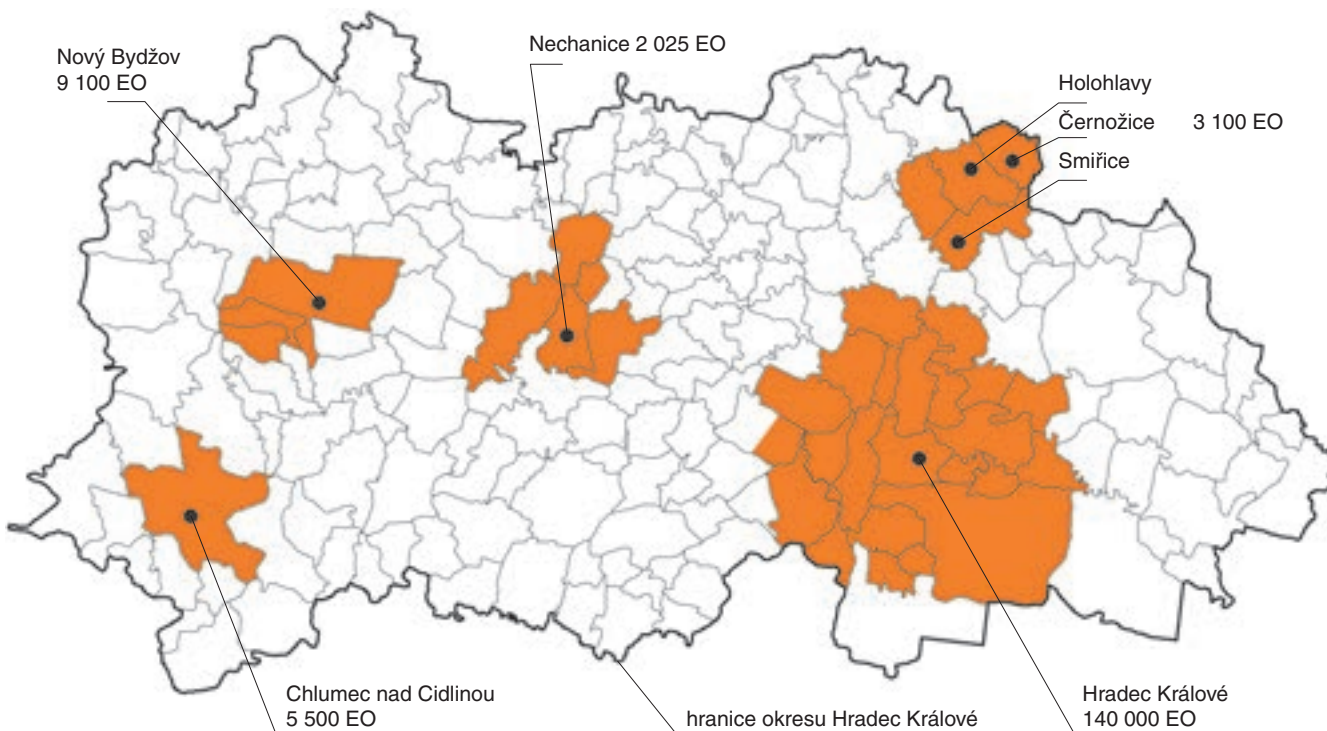 Nový Bydžov
9 100 EO
Nechanice 2 025 EO
Holohlavy
Černožice 3 100 EO
Smiřice
Chlumec nad Cidlinou
5 500 EO
hranice okresu Hradec Králové
Hradec Králové
140 000 EO